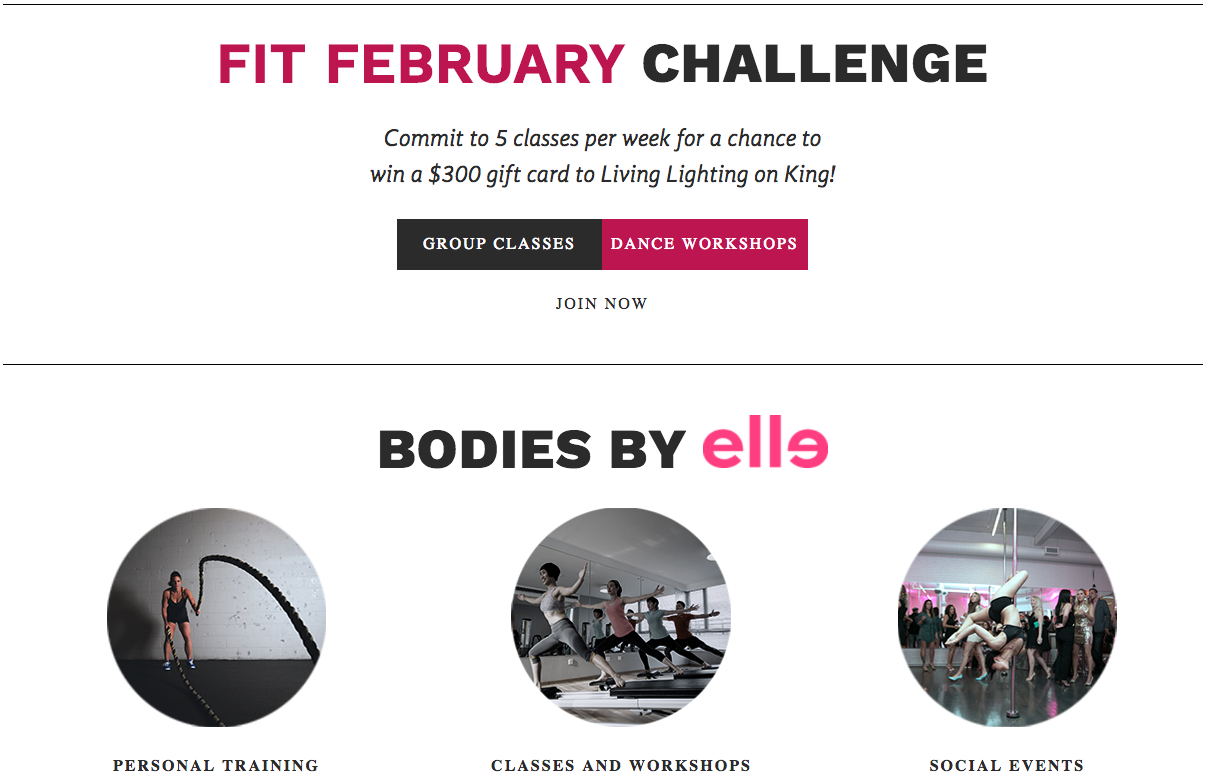 FIT FEBRUARY CHALLENGE
Commit to 5 classes per week for a chance to
win a $300 gift card to Living Lighting on King!
GROUP CLASSES
DANCE WORKSHOPS
JOIN NOW
BODIES BY elle
PERSONAL TRAINING
CLASSES AND WORKSHOPS
SOCIAL EVENTS